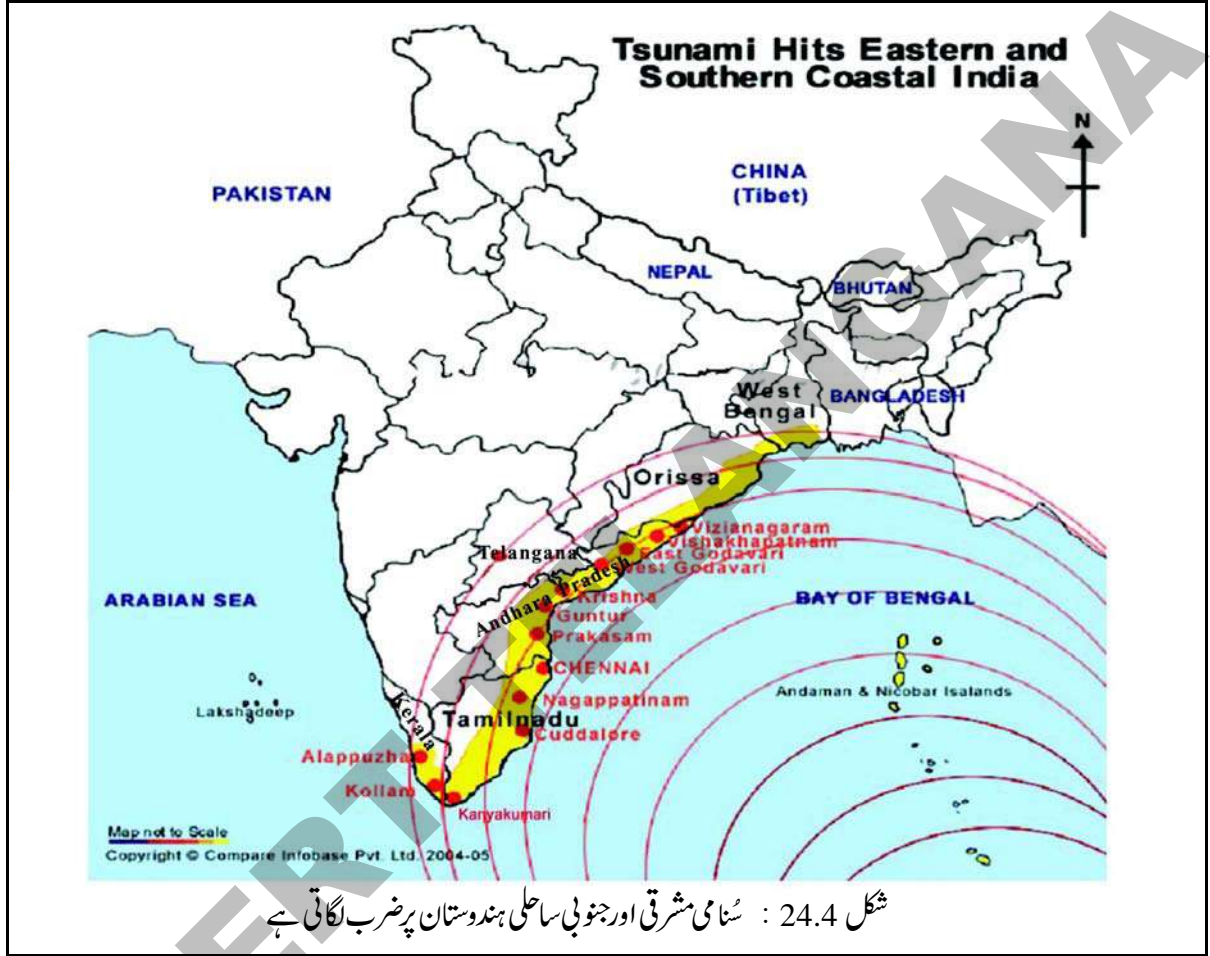 Tsunami Hits Eastern and
Southern Coastal India
N
CHINA
(Tibet)
PAKISTAN
NEPAL
BHUTAN
West
Bengal
BANGLADESH
Orissa
Vizianagaram
Vishakhapatnam
East Godavari
West Godavari
Telangana
Andhara Pradesh
Krishna
Guntur
Prakasam
CHENNAI
Nagappatinam
Cuddalore
ARABIAN SEA
BAY OF BENGAL
Andaman & Nicobar Isalands
Lakshadeep
Kerala
Tamilnadu
Alappuzha
Kollam
Kanyakumari
Map not to Scale
Copyright © Compare Infobase Pvt. Ltd. 2004-05
شکل 24.4 : سُنامی مشرقی اور جنوبی ساحلی ہندوستان پر ضرب لگاتی ہے
ERT TELANGANA